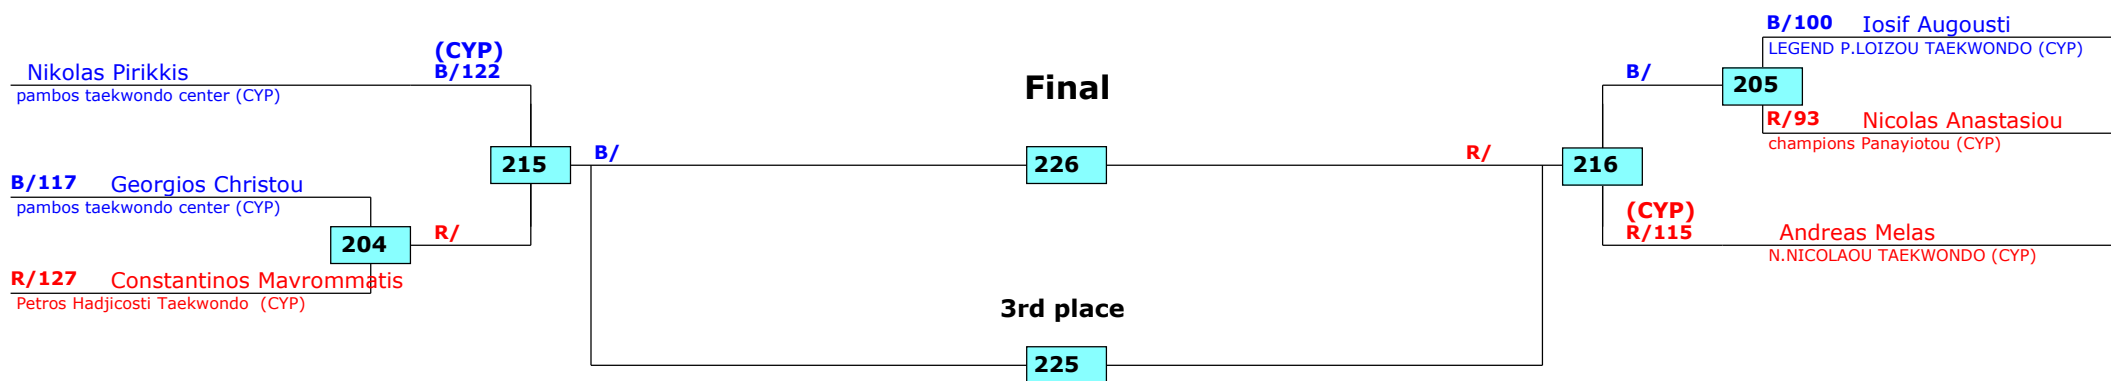 (CYP)
Nikolas Pirikkis B/122
pambos taekwondo center (CYP)
215
B/
B/117 Georgios Christou
pambos taekwondo center (CYP)
204
R/
R/127 Constantinos Mavrommatis
Petros Hadjicosti Taekwondo (CYP)
Final
226
3rd place
225
B/100 Iosif Augousti
LEGEND P.LOIZOU TAEKWONDO (CYP)
B/
205
R/93 Nicolas Anastasiou
champions Panayiotou (CYP)
R/
216
(CYP)
R/115 Andreas Melas
N.NICOLAOU TAEKWONDO (CYP)